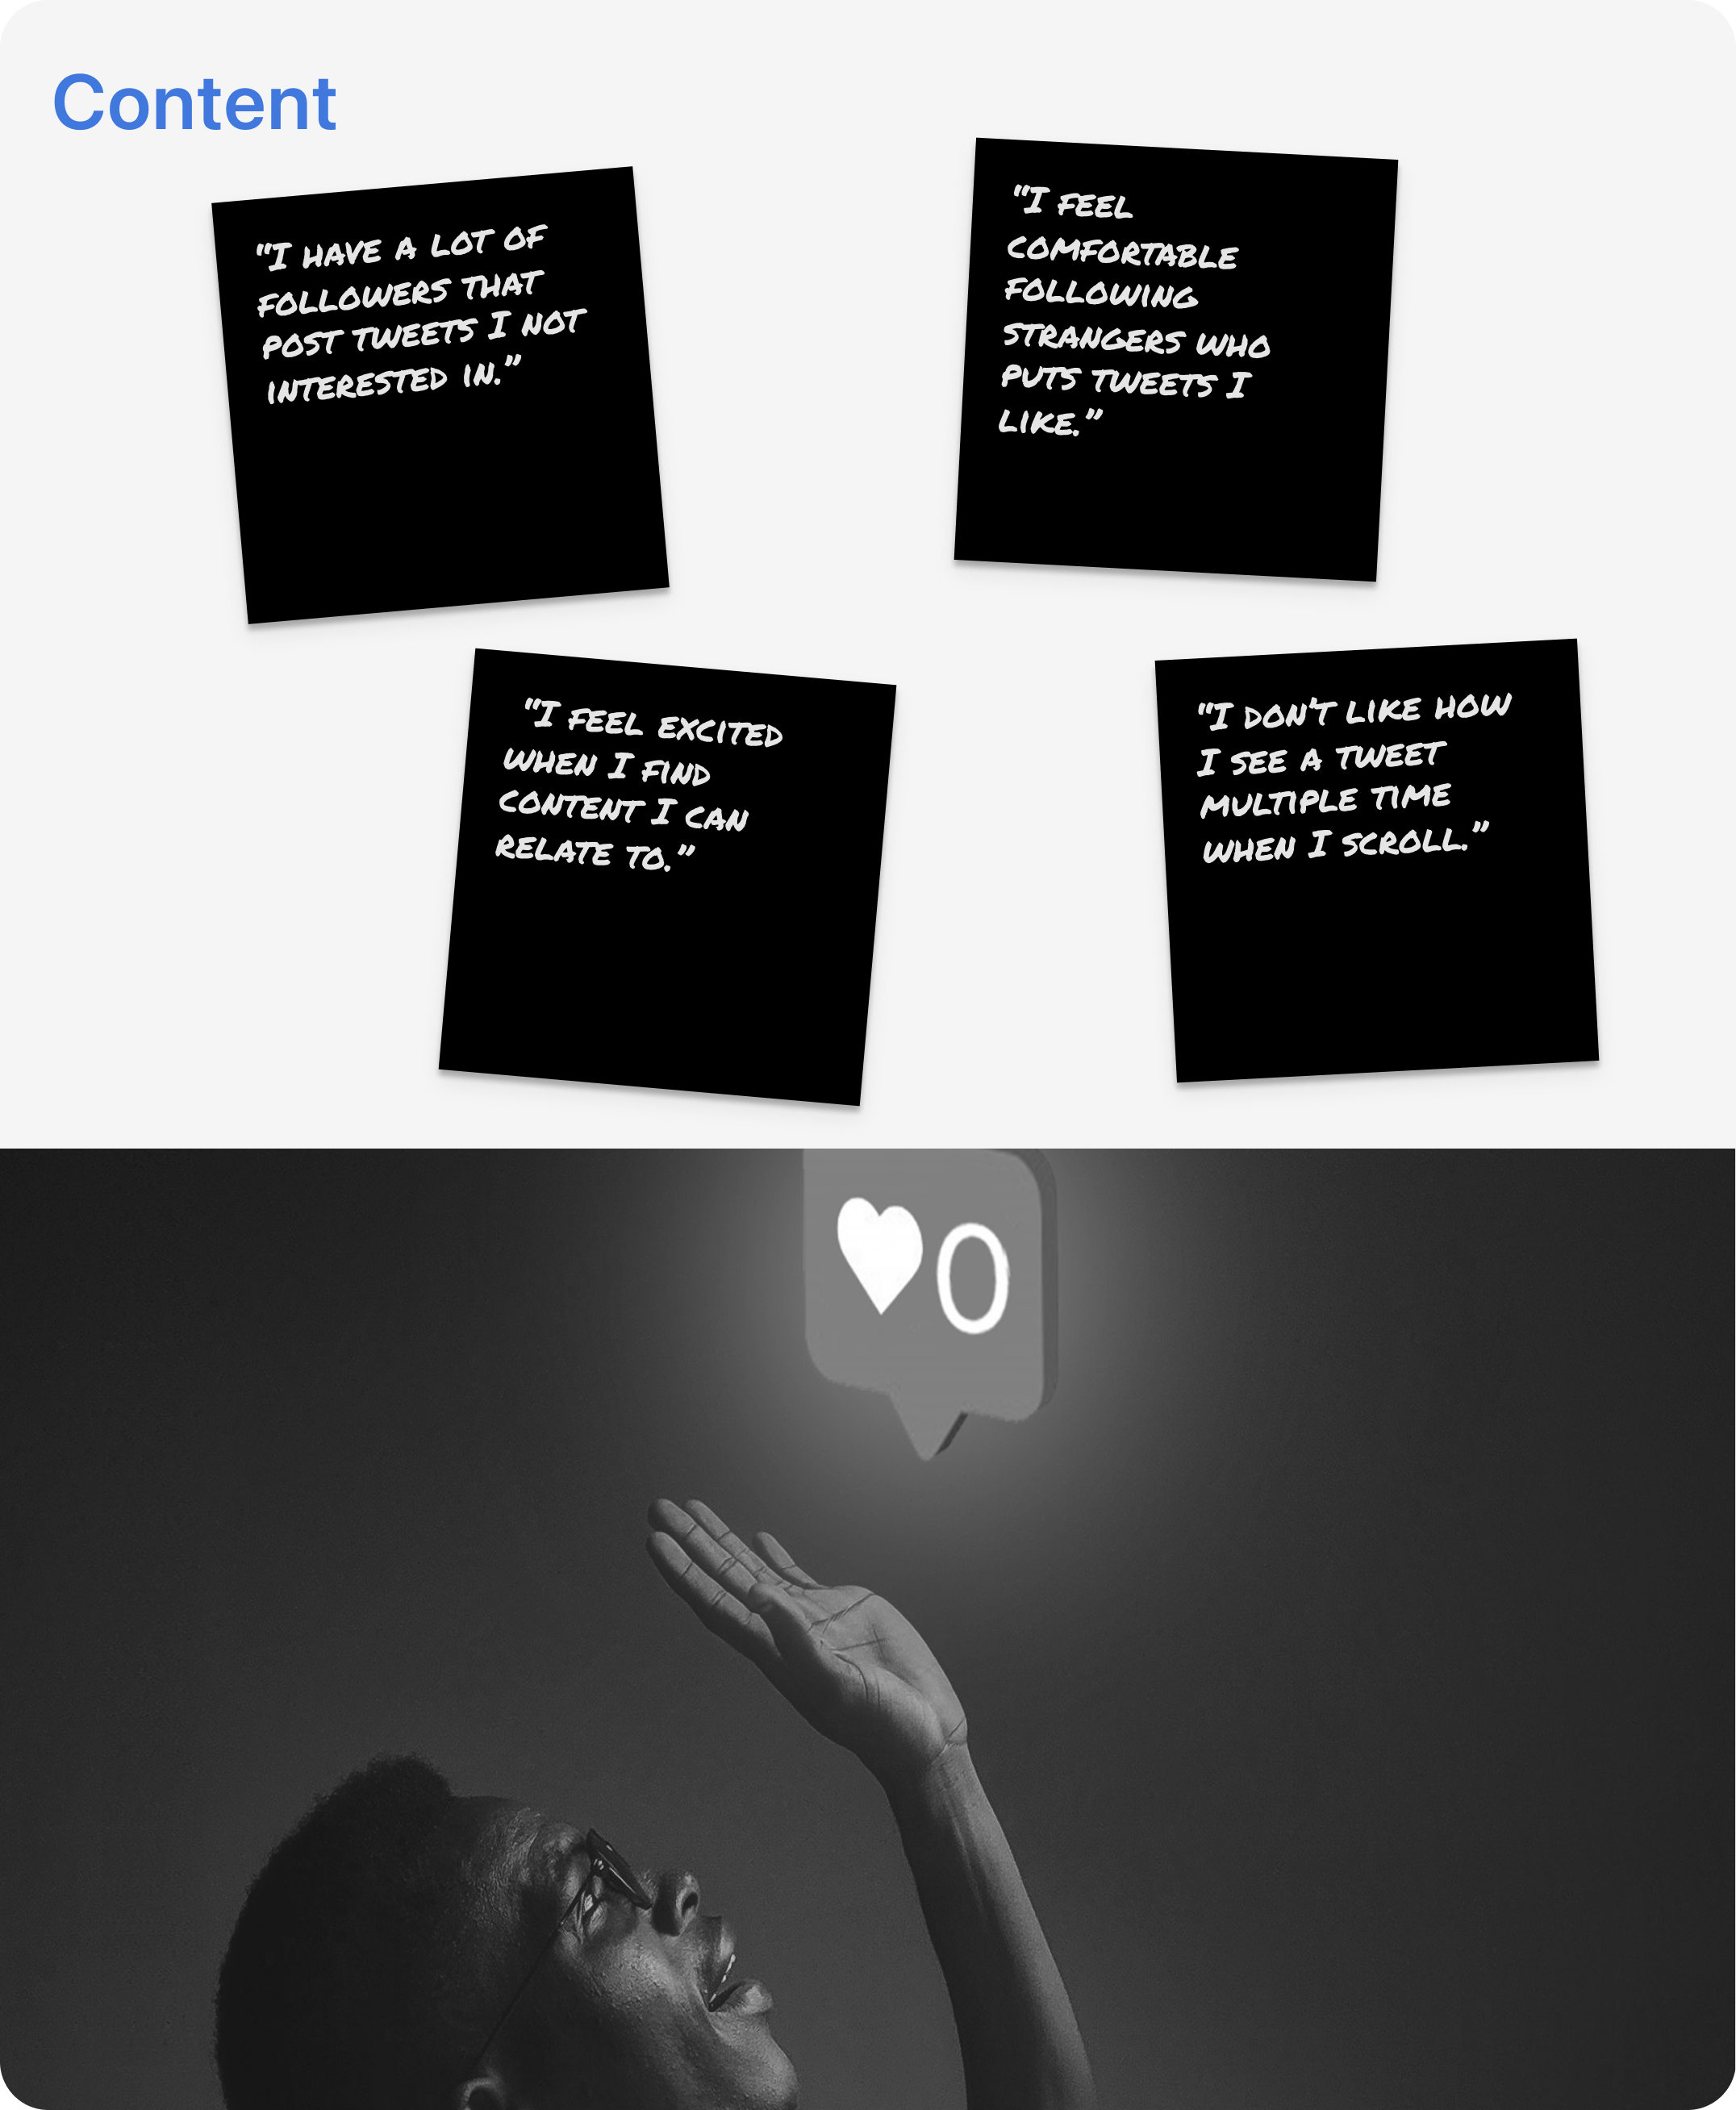 Content
"I HAVE A LOT OF
FOLLOWERS THAT
POST TWEETS I NOT
INTERESTED IN."
"I FEEL
COMFORTABLE
FOLLOWING
STRANGERS WHO
PUTS TWEETS I
LIKE."
"I FEEL EXCITED
WHEN I FIND
CONTENT I CAN
RELATE TO."
"I DON'T LIKE HOW
I SEE A TWEET
MULTIPLE TIME
WHEN I SCROLL."
0